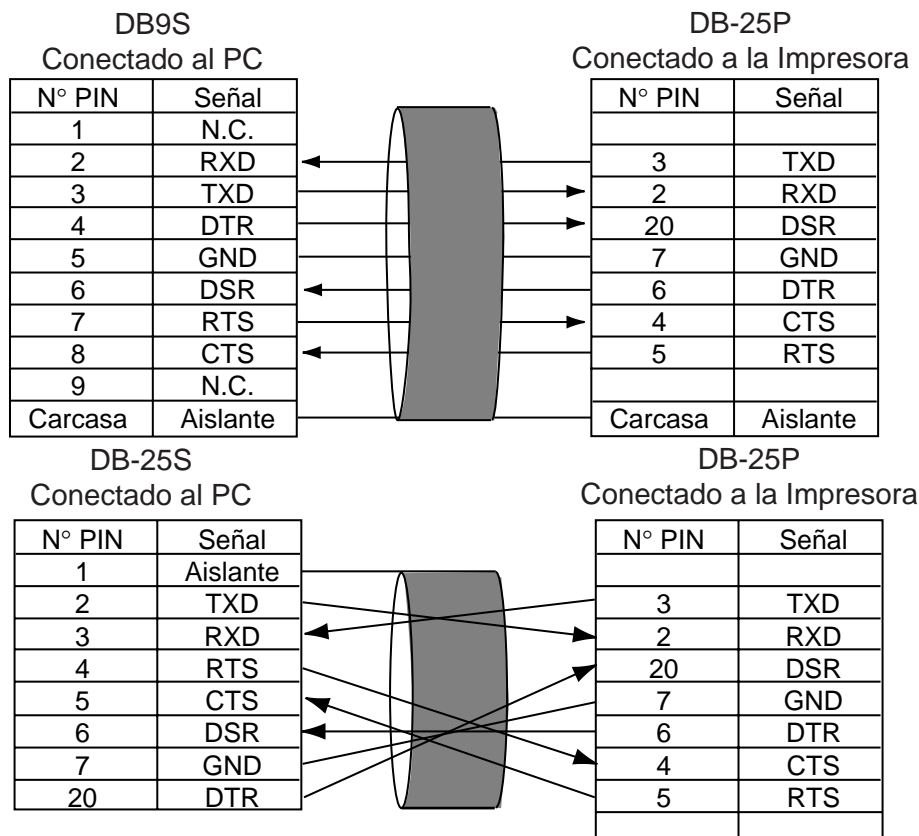 DB9S
Conectado al PC
N° PIN Señal
1 N.C.
2 RXD
3 TXD
4 DTR
5 GND
6 DSR
7 RTS
8 CTS
9 N.C.
Carcasa Aislante
DB-25P
Conectado a la Impresora
N° PIN Señal
3 TXD
2 RXD
20 DSR
7 GND
6 DTR
4 CTS
5 RTS
Carcasa Aislante
DB-25S
Conectado al PC
N° PIN Señal
1 Aislante
2 TXD
3 RXD
4 RTS
5 CTS
6 DSR
7 GND
20 DTR
DB-25P
Conectado a la Impresora
N° PIN Señal
3 TXD
2 RXD
20 DSR
7 GND
6 DTR
4 CTS
5 RTS